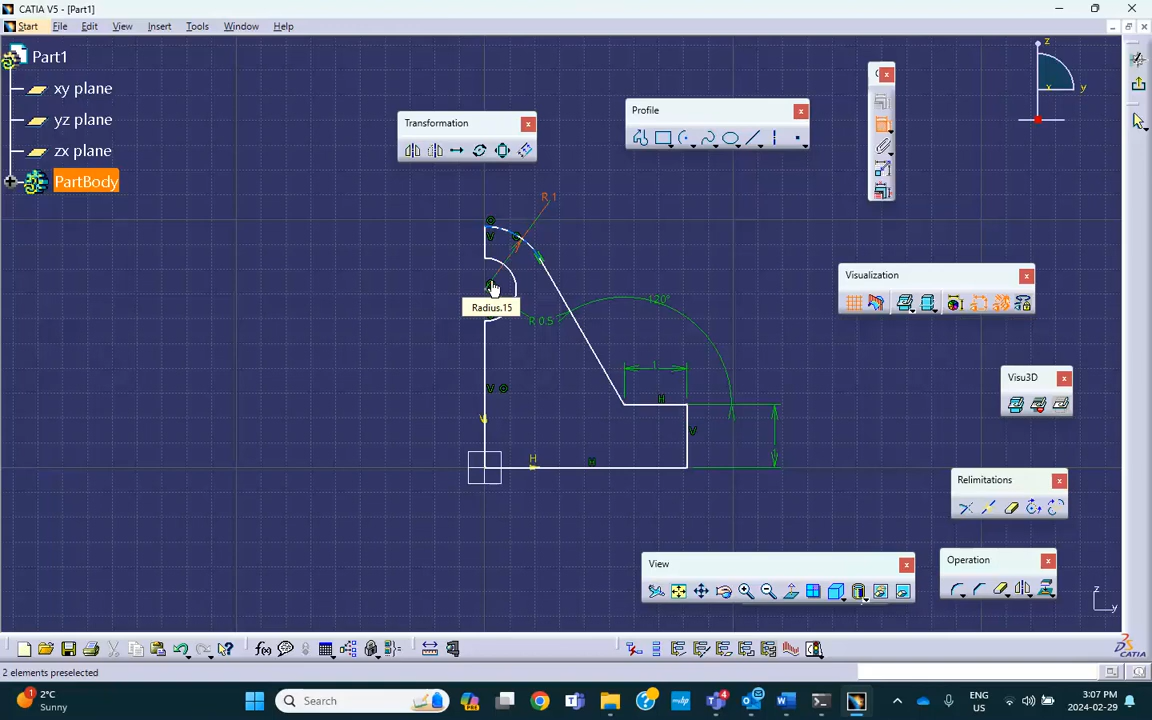 CATIA V5 - [Part1]
Start File Edit View Insert Tools Window Help
Part1
xy plane
yz plane
zx plane
PartBody
Transformation
Profile
Visualization
Visu3D
Relimitations
Operation
View
R 1
Radius.15
R 0.5
120°
1
H
V
H
V
H
V
V
z
y
x
z
y
f(x)
CATIA
2 elements preselected
2°C
Sunny
Search
ENG
US
3:07 PM
2024-02-29